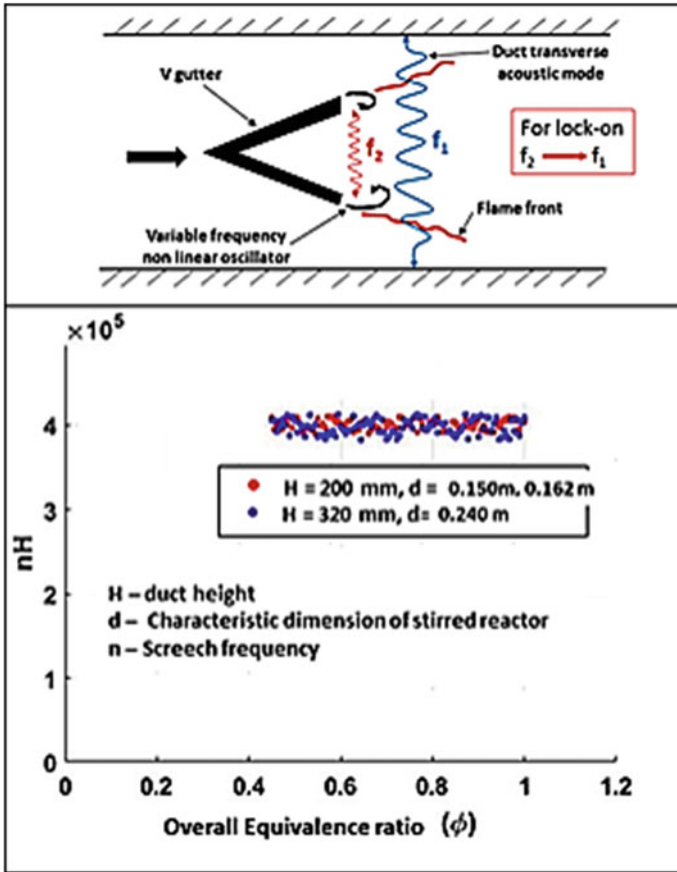 Duct transverse
acoustic mode
V gutter
f₂
f₁
For lock-on
f₂ → f₁
Flame front
Variable frequency
non linear oscillator
×10⁵
4
3
2
1
0
nH
H = 200 mm, d = 0.150m, 0.162 m
H = 320 mm, d= 0.240 m
H – duct height
d – Characteristic dimension of stirred reactor
n – Screech frequency
0 0.2 0.4 0.6 0.8 1 1.2
Overall Equivalence ratio (ϕ)